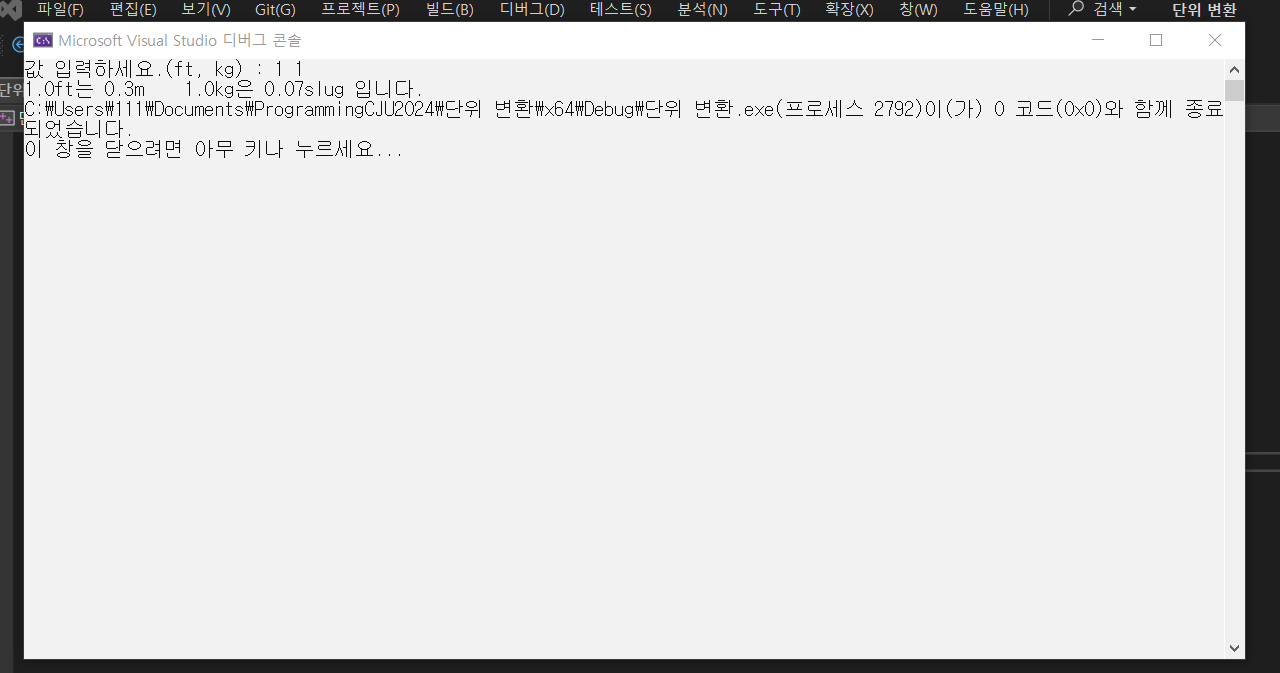 파일(F) 편집(E) 보기(V) Git(G) 프로젝트(P) 빌드(B) 디버그(D) 테스트(S) 분석(N) 도구(T) 확장(X) 창(W) 도움말(H) 검색 단위 변환
Microsoft Visual Studio 디버그 콘솔
단위
값 입력하세요.(ft, kg) : 1 1
1.0ft는 0.3m 1.0kg은 0.07slug 입니다.
C:\Users\111\Documents\ProgrammingCJU2024\단위 변환\x64\Debug\단위 변환.exe(프로세스 2792)이(가) 0 코드(0x0)와 함께 종료
되었습니다.
이 창을 닫으려면 아무 키나 누르세요...